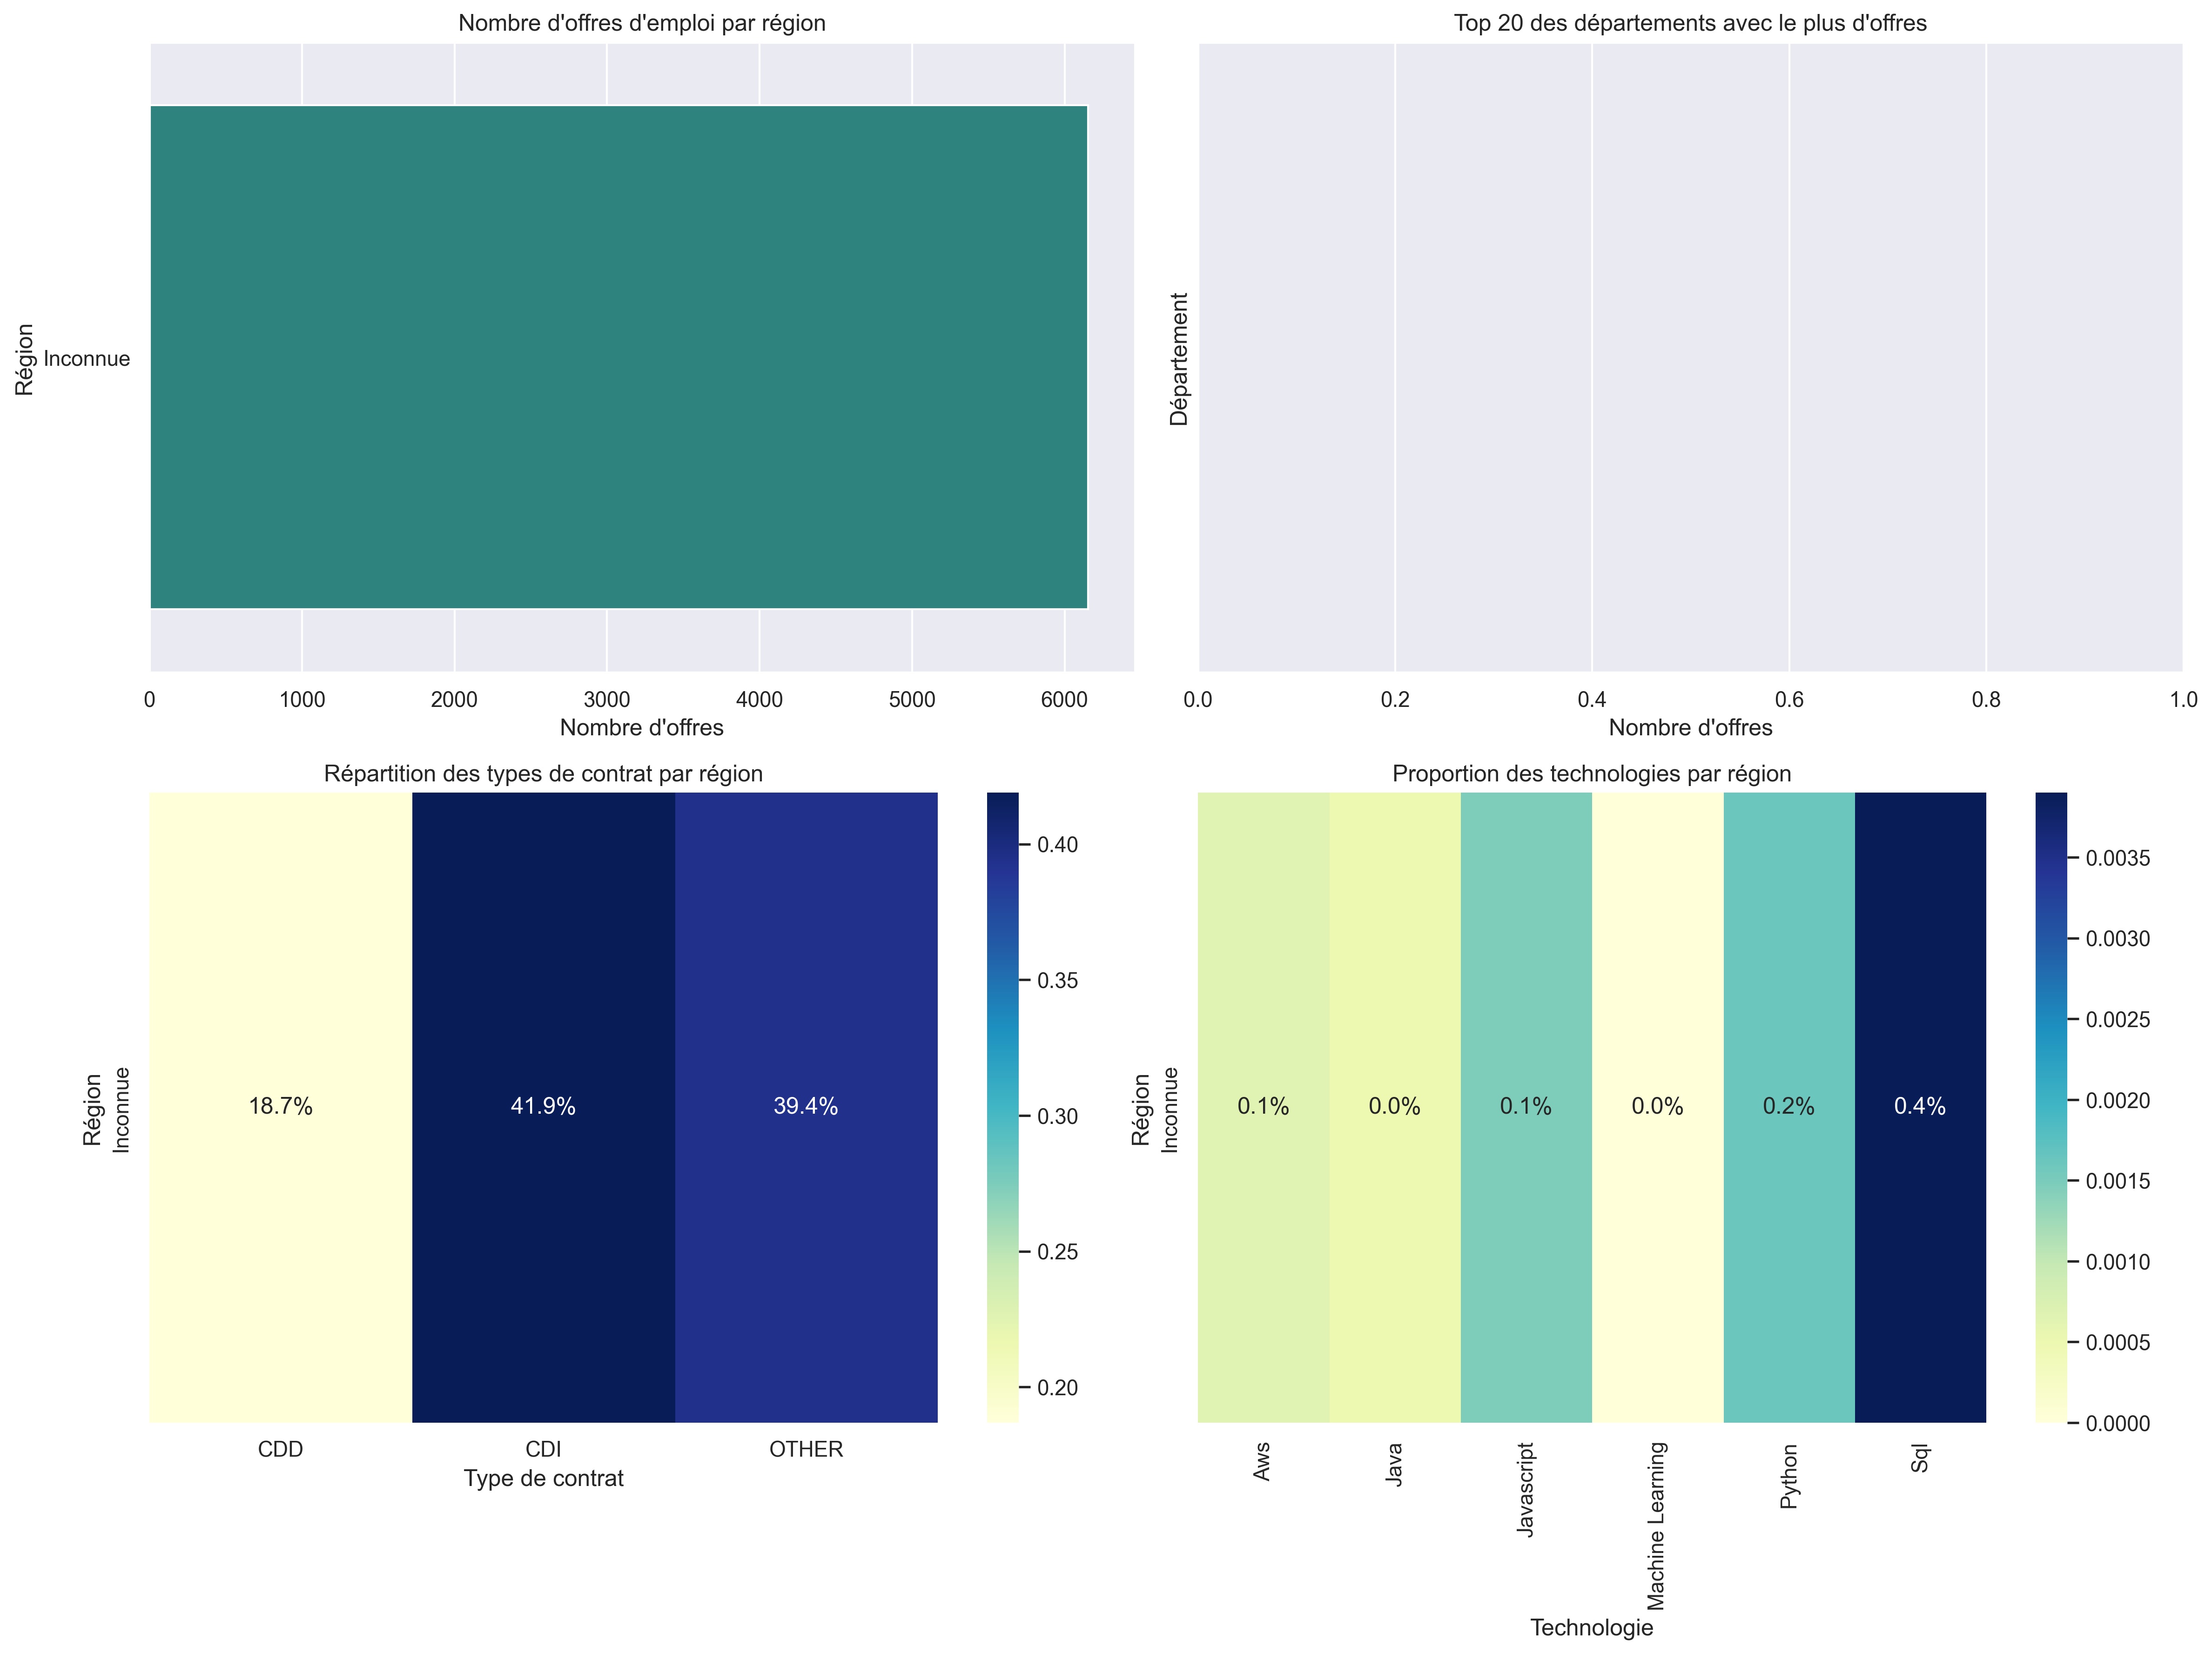 Nombre d'offres d'emploi par région
Région
Inconnue
0 1000 2000 3000 4000 5000 6000
Nombre d'offres
Top 20 des départements avec le plus d'offres
Département
0.0 0.2 0.4 0.6 0.8 1.0
Nombre d'offres
Répartition des types de contrat par région
Région
Inconnue
18.7% 41.9% 39.4%
CDD CDI OTHER
Type de contrat
0.40
0.35
0.30
0.25
0.20
Proportion des technologies par région
Région
Inconnue
0.1% 0.0% 0.1% 0.0% 0.2% 0.4%
Aws
Java
Javascript
Machine Learning
Python
Sql
Technologie
0.0035
0.0030
0.0025
0.0020
0.0015
0.0010
0.0005
0.0000